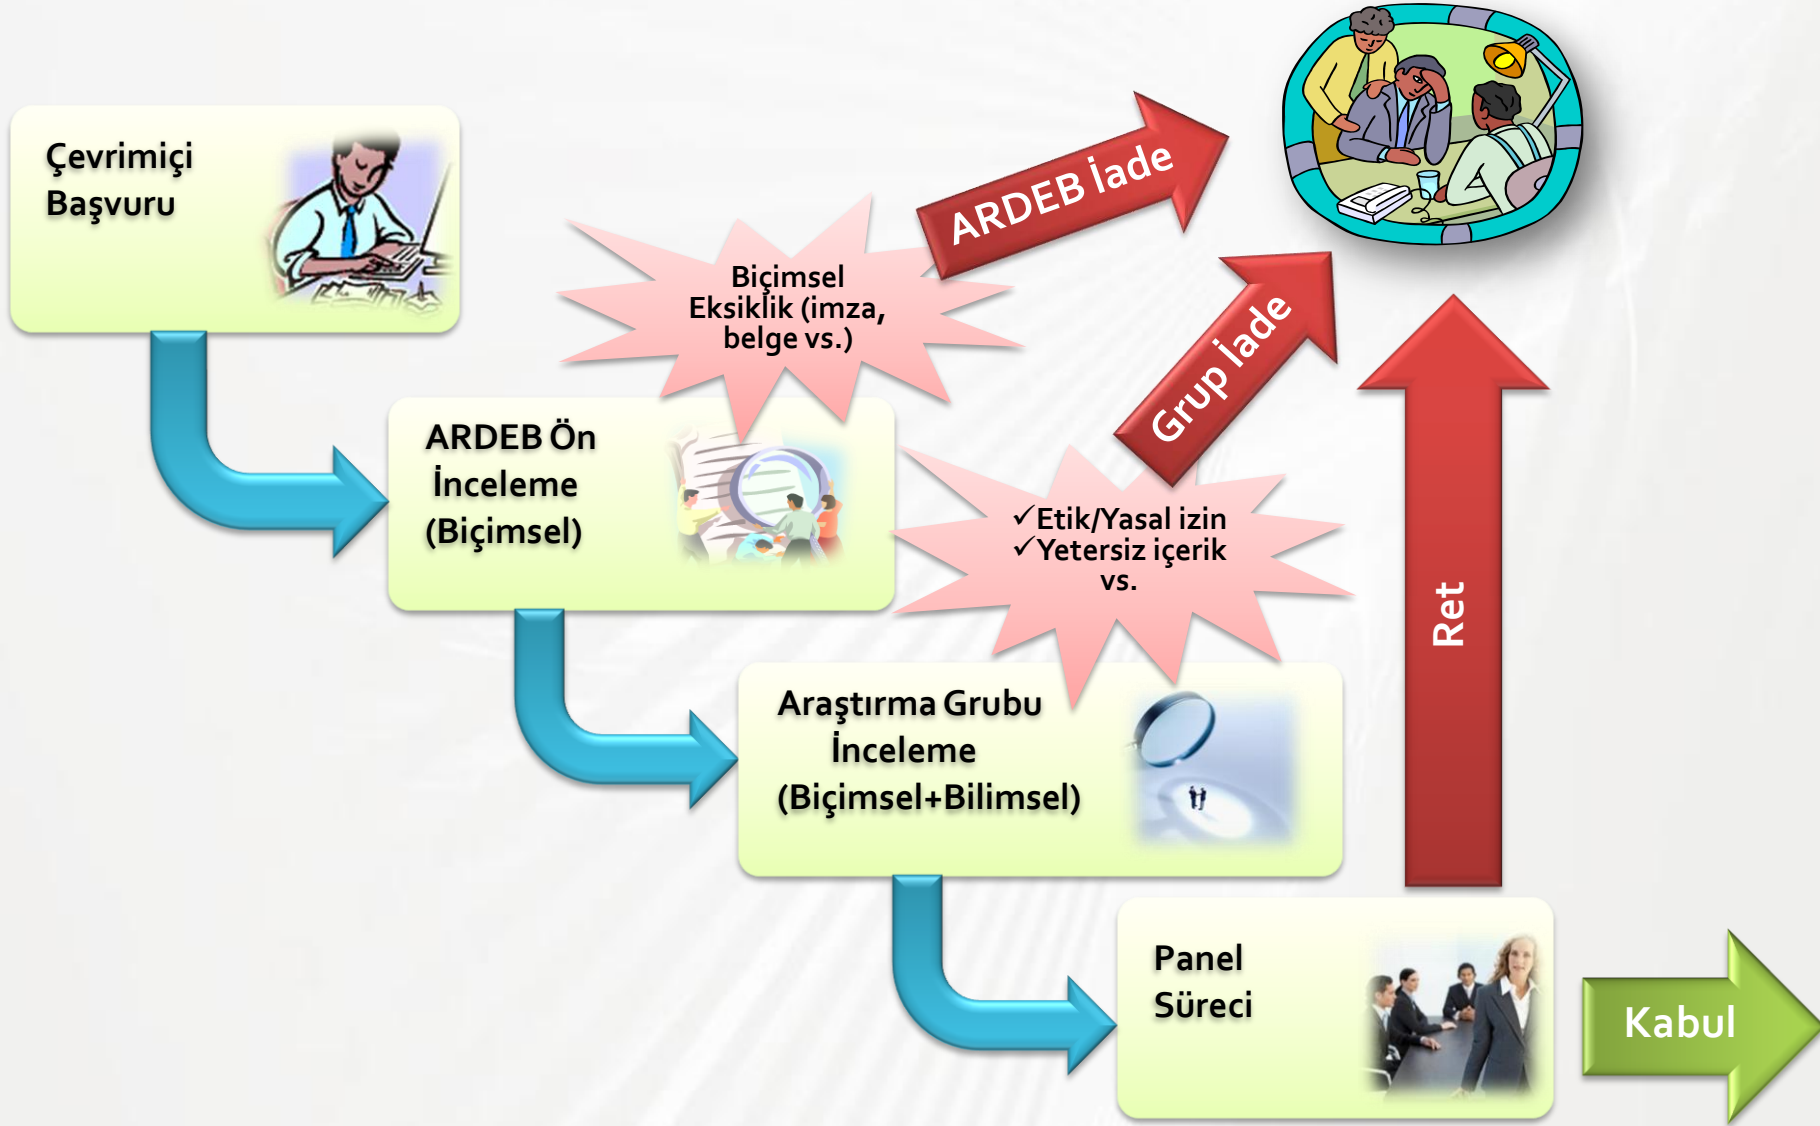 Çevrimiçi
Başvuru
ARDEB İade
Biçimsel
Eksiklik (imza,
belge vs.)
Grup İade
ARDEB Ön
İnceleme
(Biçimsel)
✓Etik/Yasal izin
✓Yetersiz içerik
vs.
Ret
Araştırma Grubu
İnceleme
(Biçimsel+Bilimsel)
Panel
Süreci
Kabul